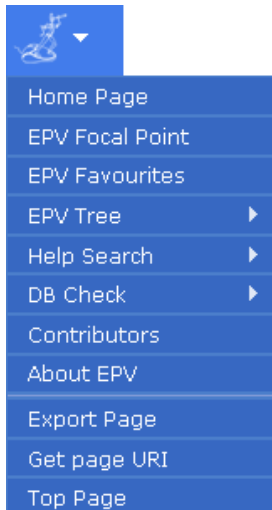 Home Page
EPV Focal Point
EPV Favourites
EPV Tree
Help Search
DB Check
Contributors
About EPV
Export Page
Get page URI
Top Page